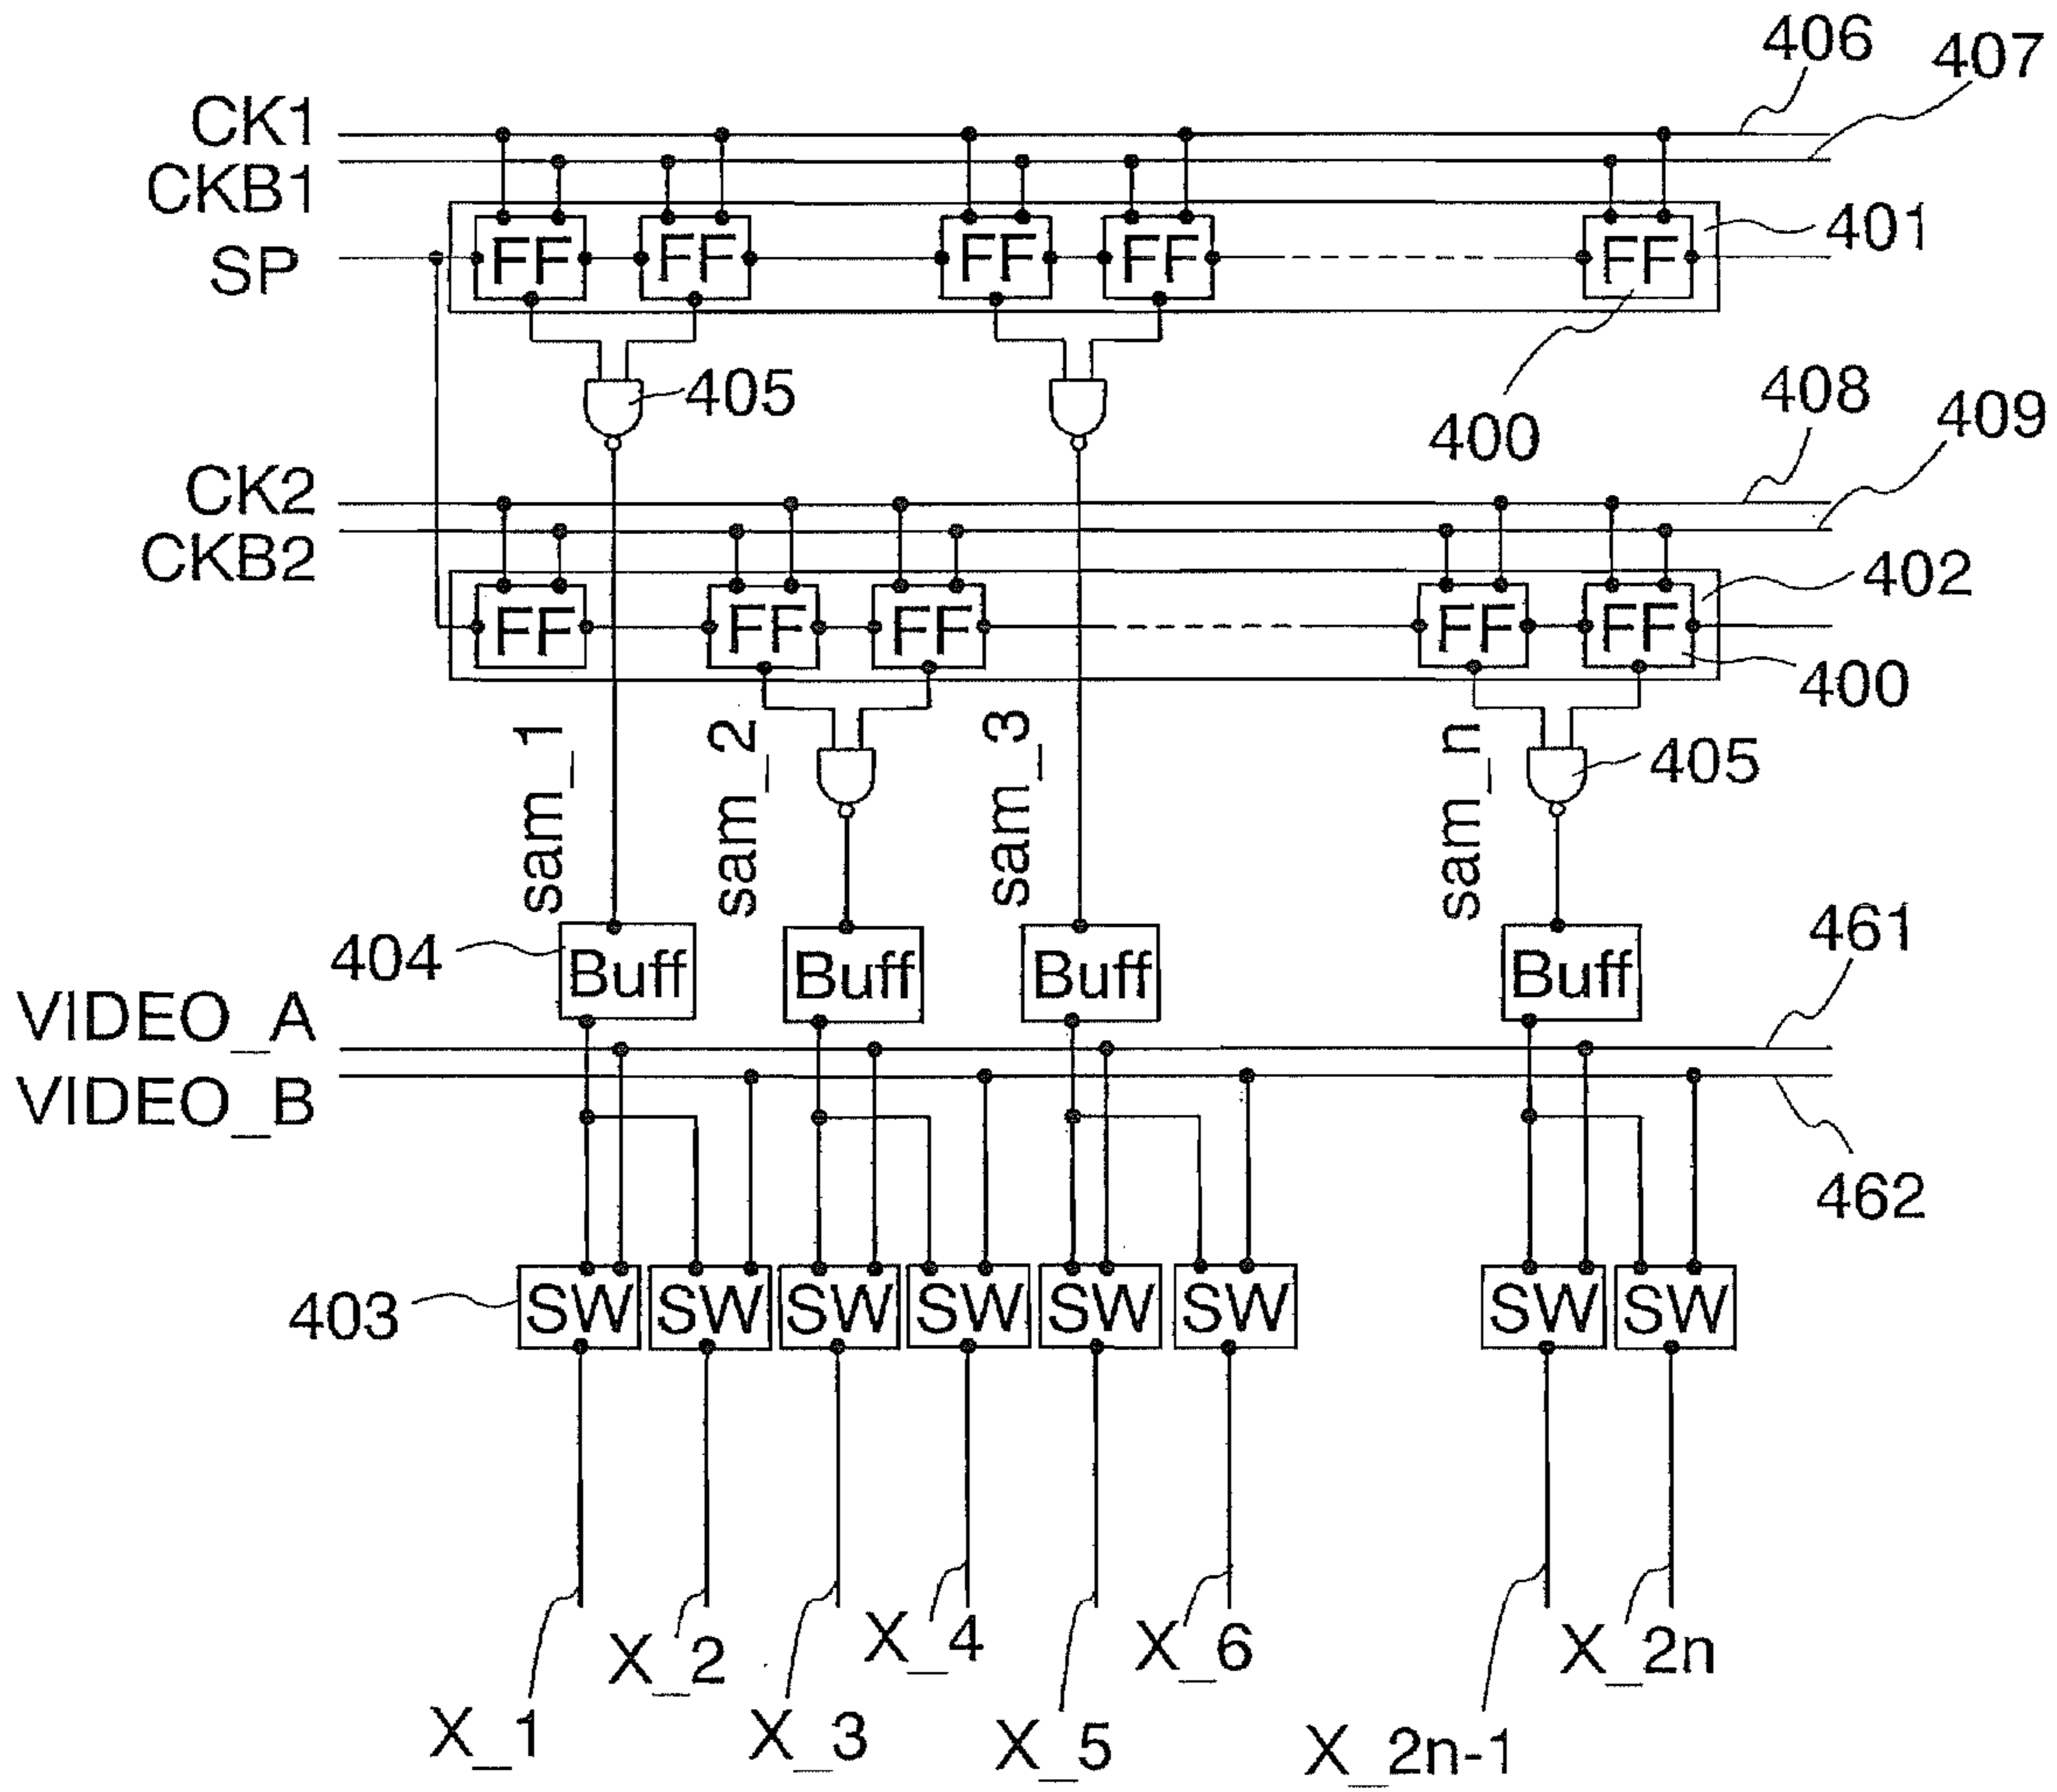 406
407
CK1
CKB1
SP
FF FF FF FF FF
401
405
400
408
409
CK2
CKB2
FF FF FF FF FF
402
400
sam_1
sam_2
sam_3
sam_n
405
404
Buff Buff Buff Buff
461
VIDEO_A
VIDEO_B
462
403
SW SW SW SW SW SW SW SW
X_1
X_2
X_3
X_4
X_5
X_6
X_2n-1
X_2n